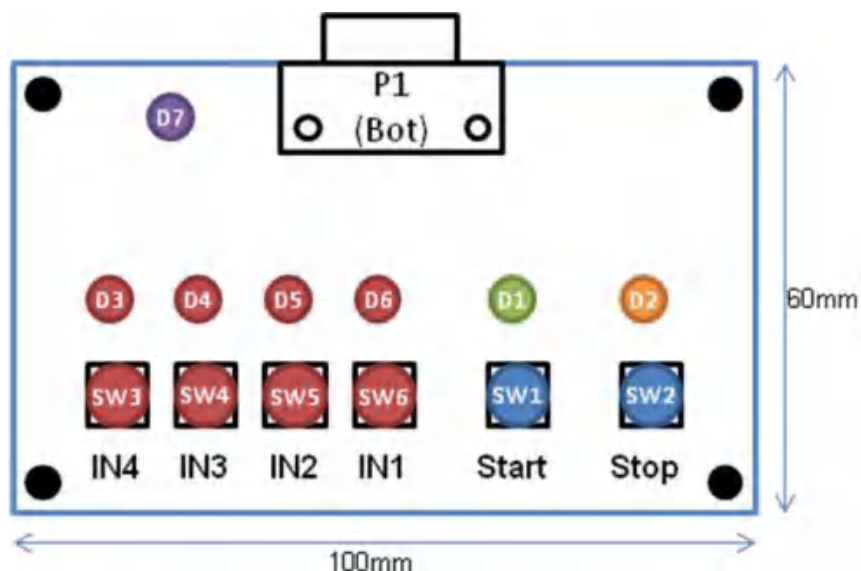 P1
(Bot)
D7
D3 D4 D5 D6 D1 D2
60mm
SW3 SW4 SW5 SW6 SW1 SW2
IN4 IN3 IN2 IN1 Start Stop
100mm